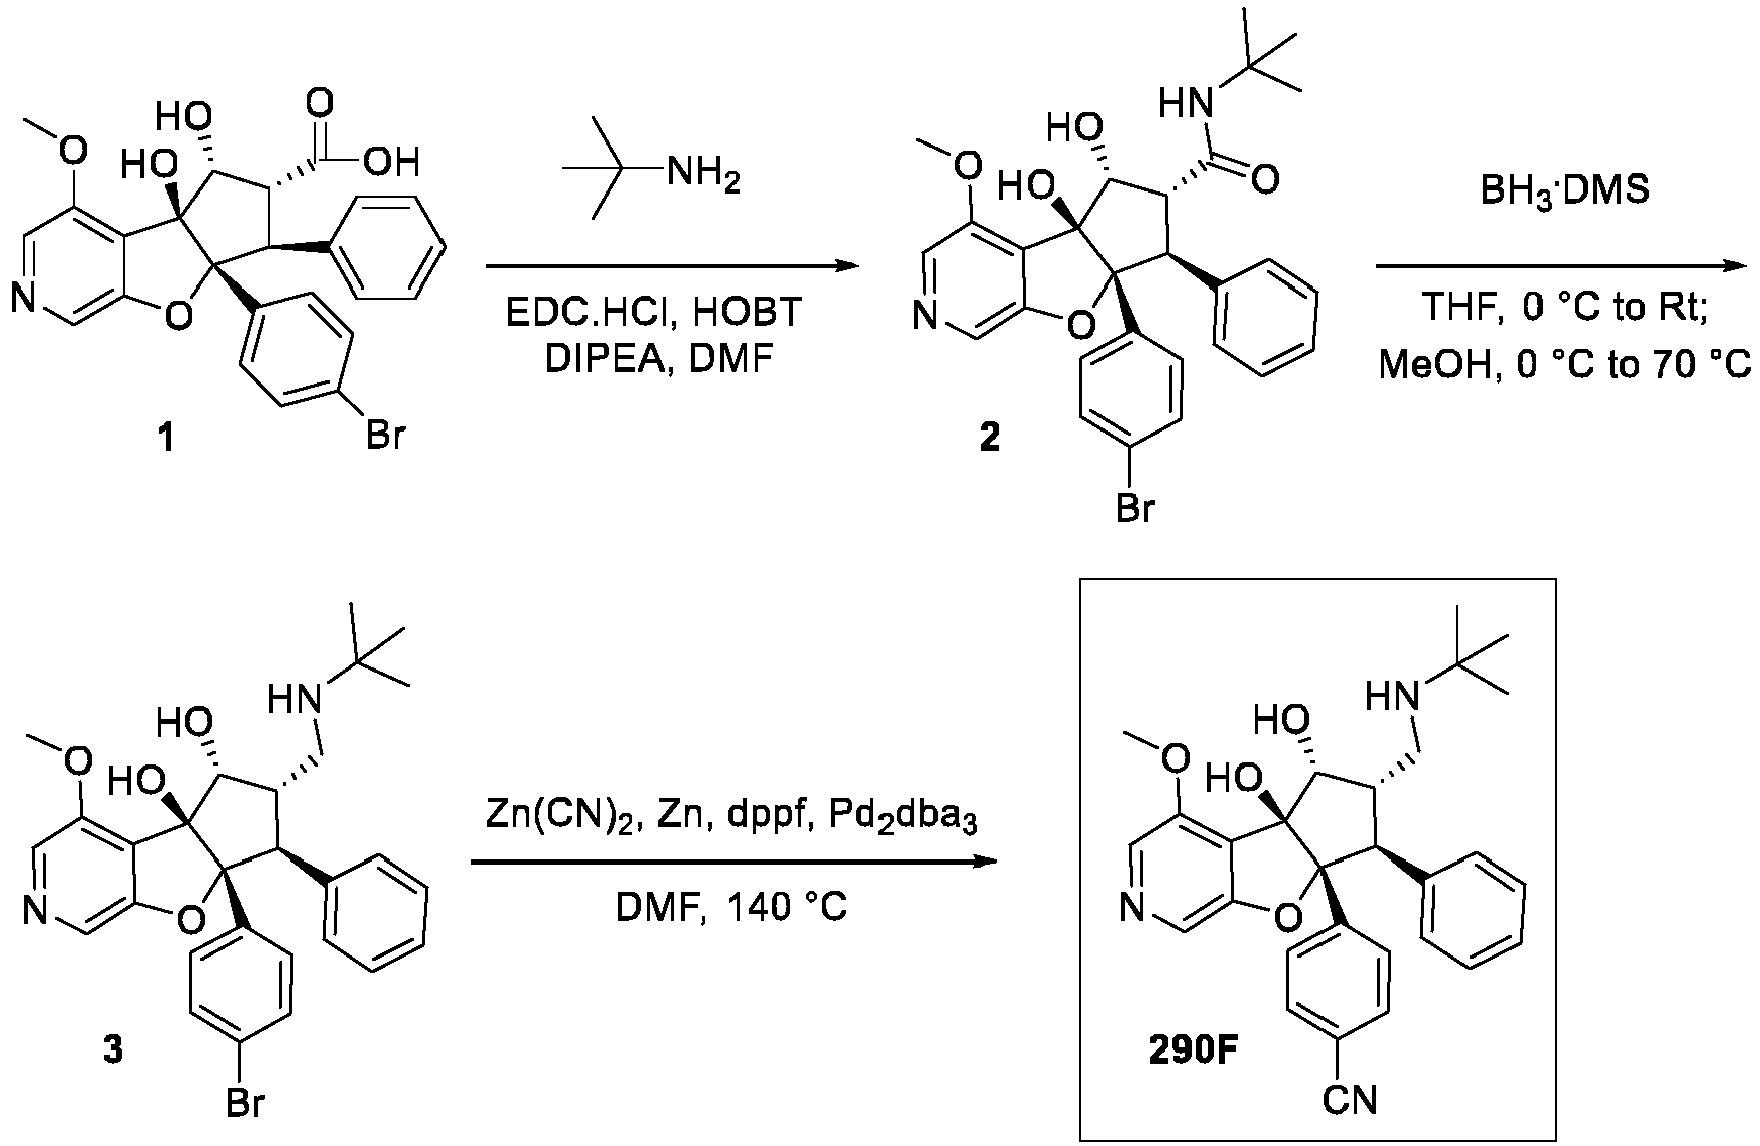 HO
O
O
HO
OH
N
O
Br
1
NH2
EDC.HCl, HOBT
DIPEA, DMF
HN
HO
O
HO
O
N
O
Br
2
BH3·DMS
THF, 0 °C to Rt;
MeOH, 0 °C to 70 °C
HN
HO
O
HO
N
O
Br
3
Zn(CN)2, Zn, dppf, Pd2dba3
DMF, 140 °C
HN
HO
O
HO
N
O
CN
290F